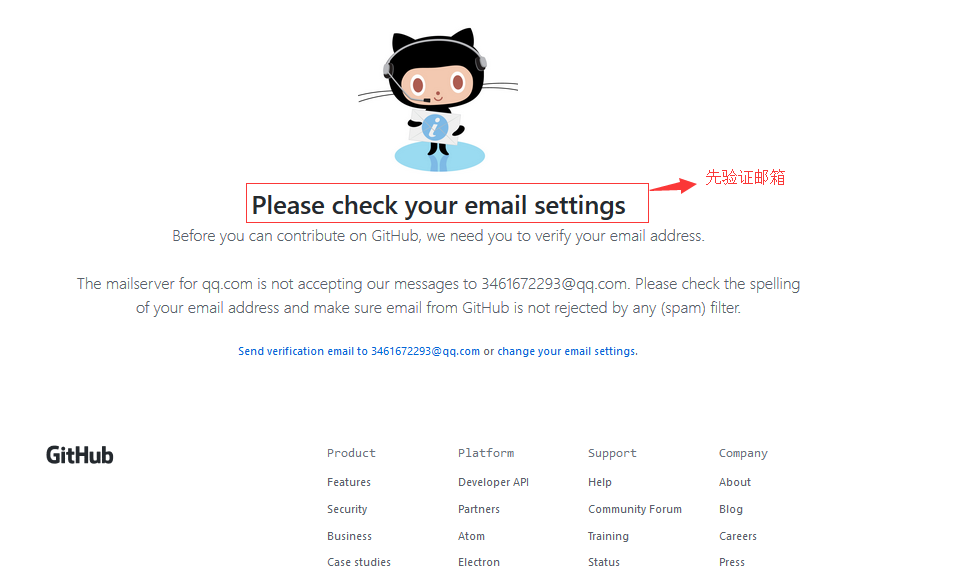 先验证邮箱
Please check your email settings
Before you can contribute on GitHub, we need you to verify your email address.
The mailserver for qq.com is not accepting our messages to 3461672293@qq.com. Please check the spelling
of your email address and make sure email from GitHub is not rejected by any (spam) filter.
Send verification email to 3461672293@qq.com or change your email settings.
GitHub
Product
Features
Security
Business
Case studies
Platform
Developer API
Partners
Atom
Electron
Support
Help
Community Forum
Training
Status
Company
About
Blog
Careers
Press